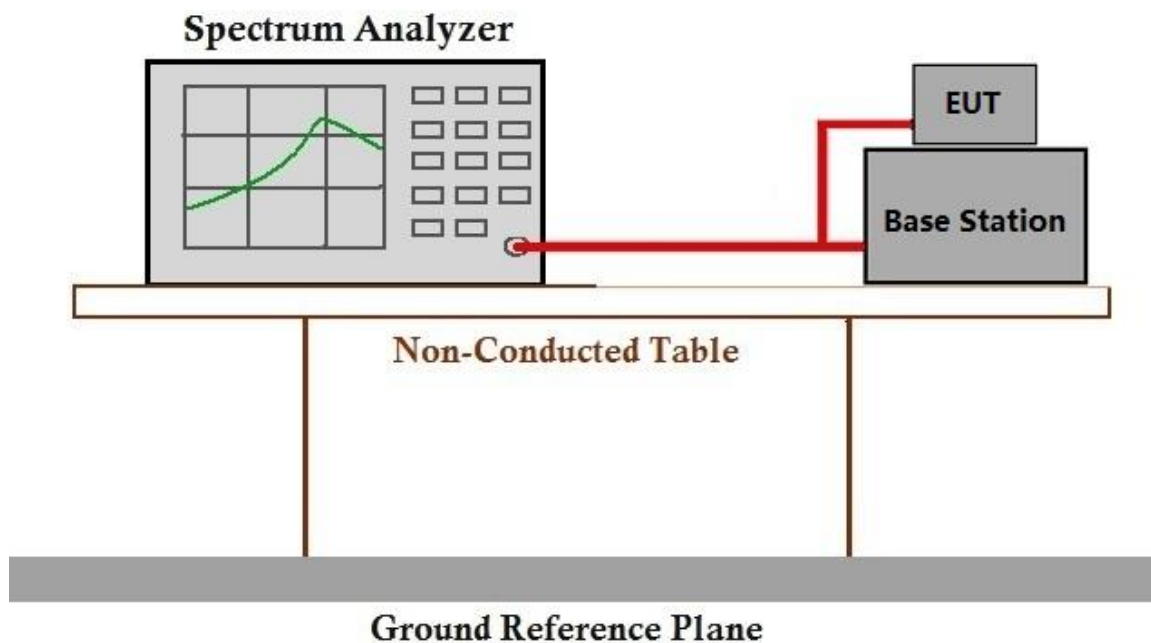 Spectrum Analyzer
EUT
Base Station
Non-Conducted Table
Ground Reference Plane